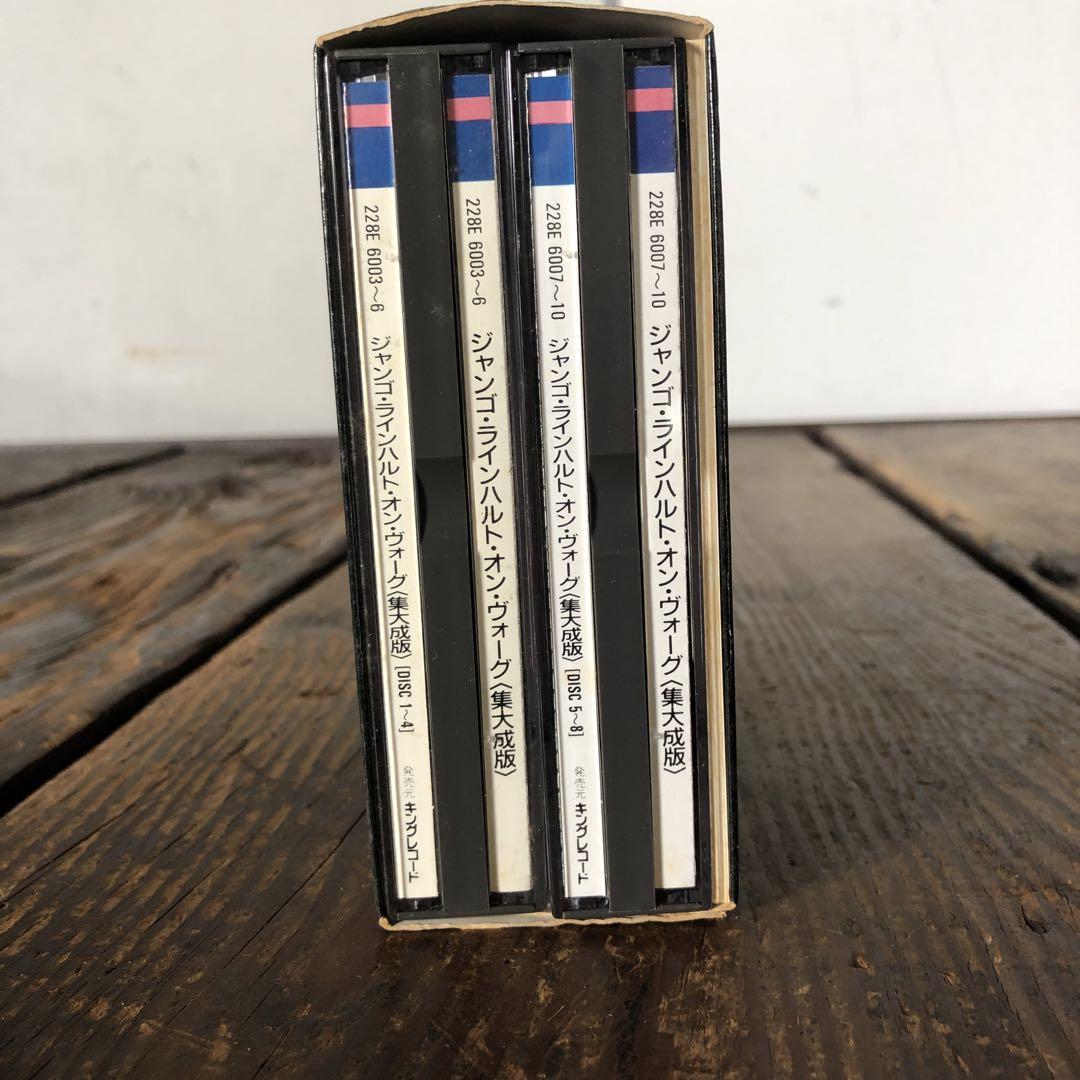 228E 6003〜6 ジャンゴ・ラインハルト・オン・ヴォーグ〈集大成版〉 [DISC 1〜4] 発売元 キングレコード
228E 6003〜6 ジャンゴ・ラインハルト・オン・ヴォーグ〈集大成版〉
228E 6007〜10 ジャンゴ・ラインハルト・オン・ヴォーグ〈集大成版〉 [DISC 5〜8] 発売元 キングレコード
228E 6007〜10 ジャンゴ・ラインハルト・オン・ヴォーグ〈集大成版〉